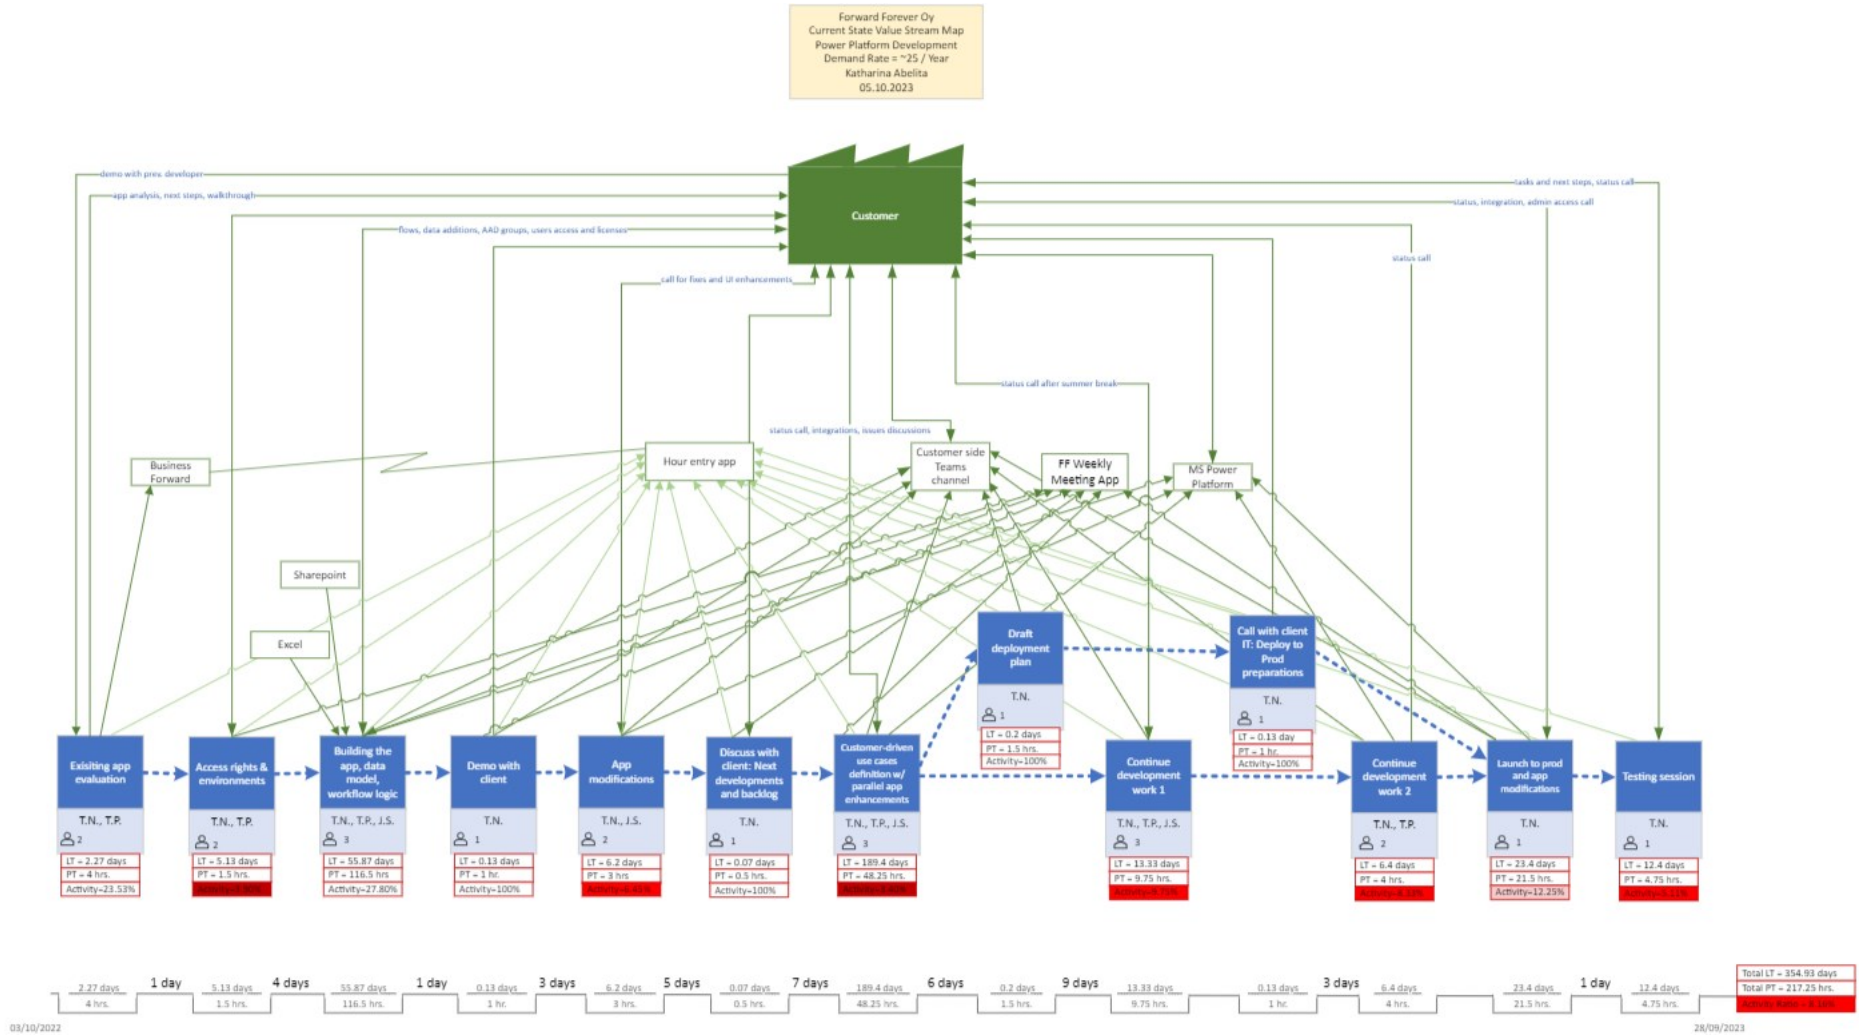 Forward Forever Oy
Current State Value Stream Map
Power Platform Development
Demand Rate = ~25 / Year
Katharina Abelita
05.10.2023
demo with prev. developer
app analysis, next steps, walkthrough
flows, data additions, AAD groups, users access and licenses
call for fixes and UI enhancements
Customer
tasks and next steps, status call
status, integration, admin access call
status call
status call after summer break
status call, integrations, issues discussions
Business
Forward
Hour entry app
Customer side
Teams
channel
FF Weekly
Meeting App
MS Power
Platform
Sharepoint
Excel
Draft
deployment
plan
T.N.
1
LT = 0.2 days
PT = 1.5 hrs.
Activity=100%
Call with client
IT: Deploy to
Prod
preparations
T.N.
1
LT = 0.13 day
PT = 1 hr.
Activity=100%
Exisiting app
evaluation
T.N., T.P.
2
LT = 2.27 days
PT = 4 hrs.
Activity=23.53%
Access rights &
environments
T.N., T.P.
2
LT = 5.13 days
PT = 1.5 hrs.
Building the
app, data
model,
workflow logic
T.N., T.P., J.S.
3
LT = 55.87 days
PT = 116.5 hrs
Activity=27.80%
Demo with
client
T.N.
1
LT = 0.13 days
PT = 1 hr.
Activity=100%
App
modifications
T.N., J.S.
2
LT = 6.2 days
PT = 3 hrs
Discuss with
client: Next
developments
and backlog
T.N.
1
LT = 0.07 days
PT = 0.5 hrs.
Activity=100%
Customer-driven
use cases
definition w/
parallel app
enhancements
T.N., T.P., J.S.
3
LT = 189.4 days
PT = 48.25 hrs.
Continue
development
work 1
T.N., T.P., J.S.
3
LT = 13.33 days
PT = 9.75 hrs.
Continue
development
work 2
T.N., T.P.
2
LT = 6.4 days
PT = 4 hrs.
Launch to prod
and app
modifications
T.N.
1
LT = 23.4 days
PT = 21.5 hrs.
Activity=12.25%
Testing session
T.N.
1
LT = 12.4 days
PT = 4.75 hrs.
2.27 days
4 hrs.
1 day
5.13 days
1.5 hrs.
4 days
55.87 days
116.5 hrs.
1 day
0.13 days
1 hr.
3 days
6.2 days
3 hrs.
5 days
0.07 days
0.5 hrs.
7 days
189.4 days
48.25 hrs.
6 days
0.2 days
1.5 hrs.
9 days
13.33 days
9.75 hrs.
0.13 days
1 hr.
3 days
6.4 days
4 hrs.
23.4 days
21.5 hrs.
1 day
12.4 days
4.75 hrs.
Total LT = 354.93 days
Total PT = 217.25 hrs.
03/10/2022
28/09/2023